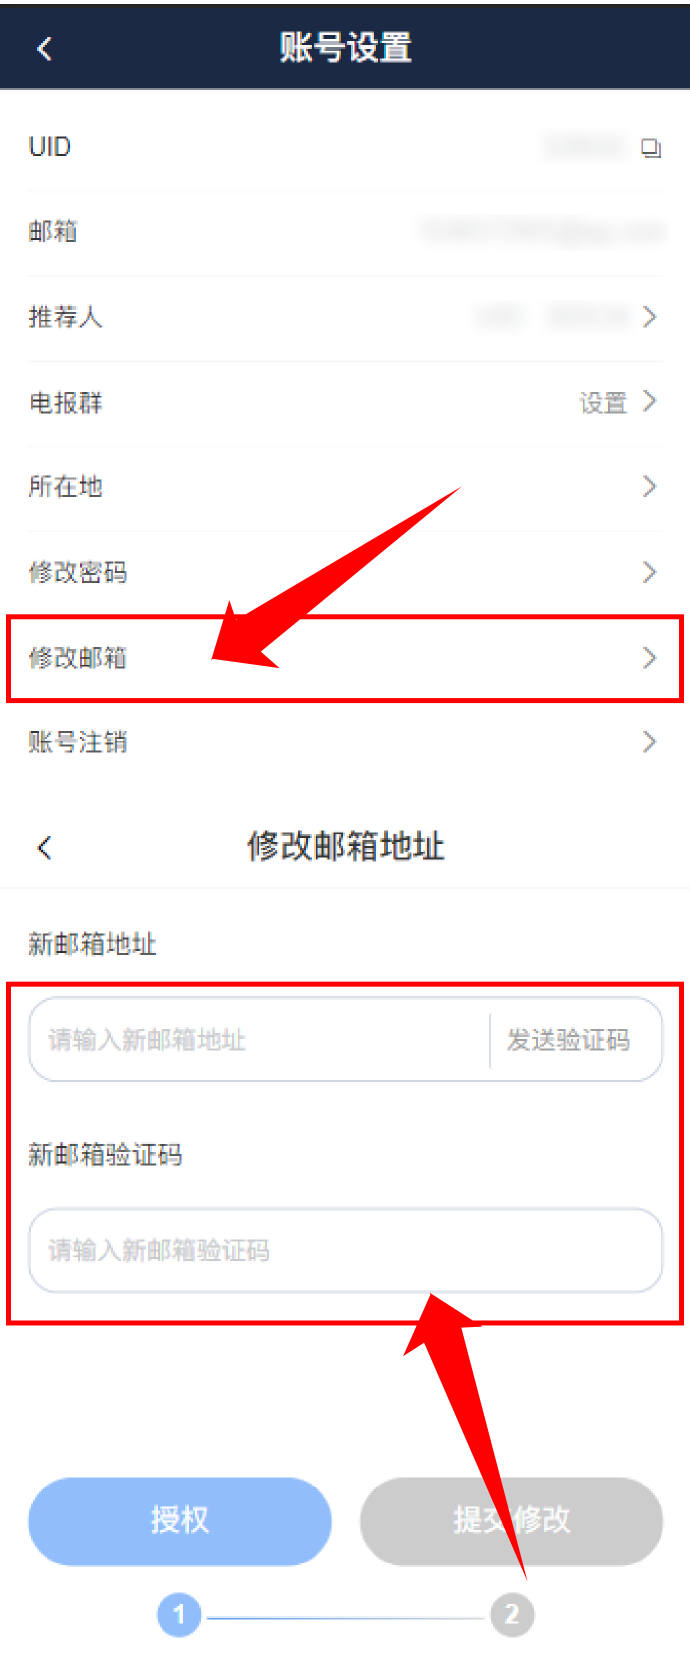 账号设置
UID
邮箱
推荐人
电报群 设置
所在地
修改密码
修改邮箱
账号注销
修改邮箱地址
新邮箱地址
请输入新邮箱地址 发送验证码
新邮箱验证码
请输入新邮箱验证码
授权 提交修改
1 2